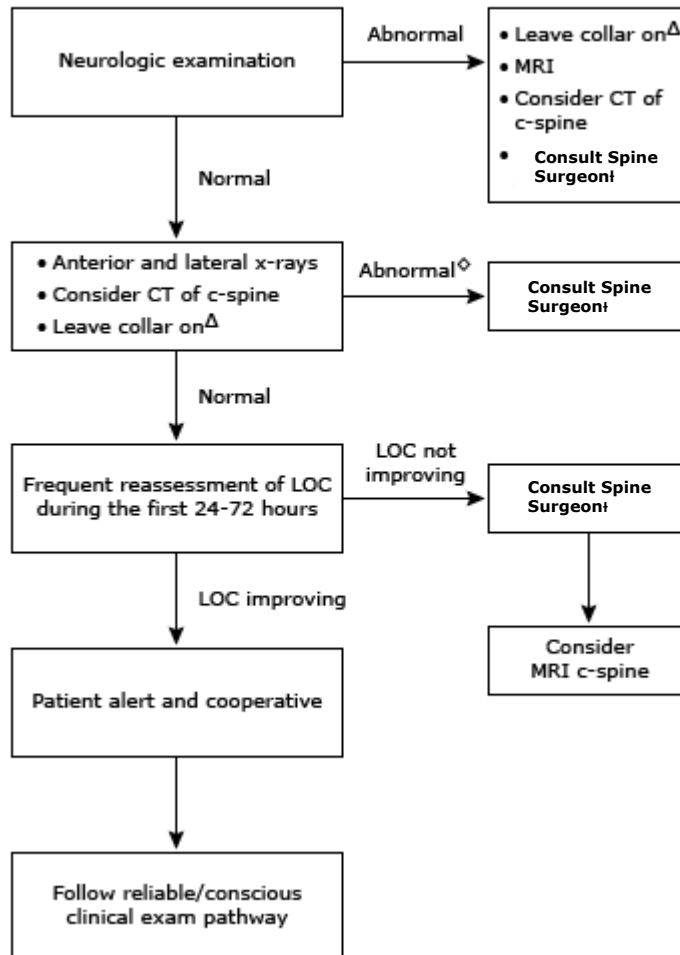 Neurologic examination
Abnormal
• Leave collar onΔ
• MRI
• Consider CT of
c-spine
• Consult Spine
Surgeonƚ
Normal
• Anterior and lateral x-rays
• Consider CT of c-spine
• Leave collar onΔ
Abnormal◇
Consult Spine
Surgeonƚ
Normal
Frequent reassessment of LOC
during the first 24-72 hours
LOC not
improving
Consult Spine
Surgeonƚ
Consider
MRI c-spine
LOC improving
Patient alert and cooperative
Follow reliable/conscious
clinical exam pathway